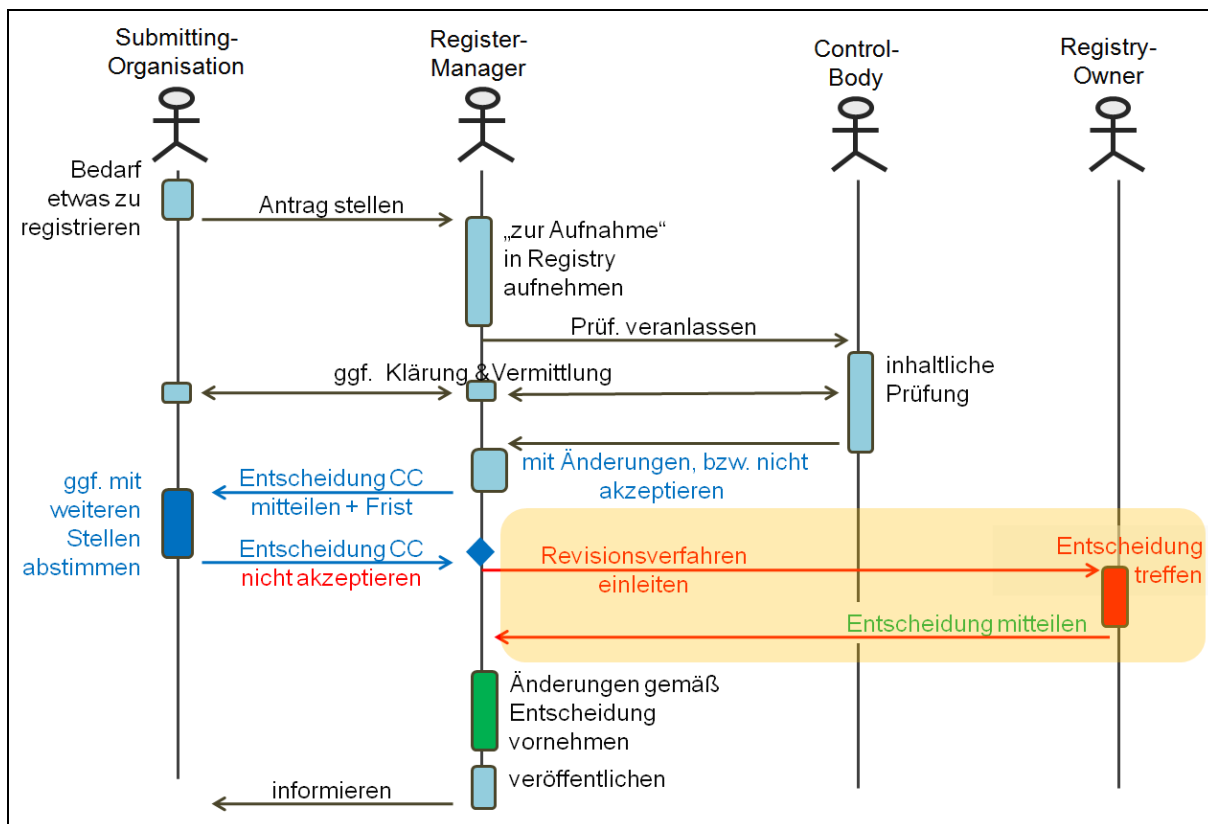 Submitting-
Organisation
Register-
Manager
Control-
Body
Registry-
Owner
Bedarf
etwas zu
registrieren
Antrag stellen
„zur Aufnahme“
in Registry
aufnehmen
Prüf. veranlassen
ggf. Klärung &Vermittlung
inhaltliche
Prüfung
mit Änderungen, bzw. nicht
akzeptieren
Entscheidung CC
mitteilen + Frist
ggf. mit
weiteren
Stellen
abstimmen
Entscheidung CC
nicht akzeptieren
Revisionsverfahren
einleiten
Entscheidung
treffen
Entscheidung mitteilen
Änderungen gemäß
Entscheidung
vornehmen
veröffentlichen
informieren